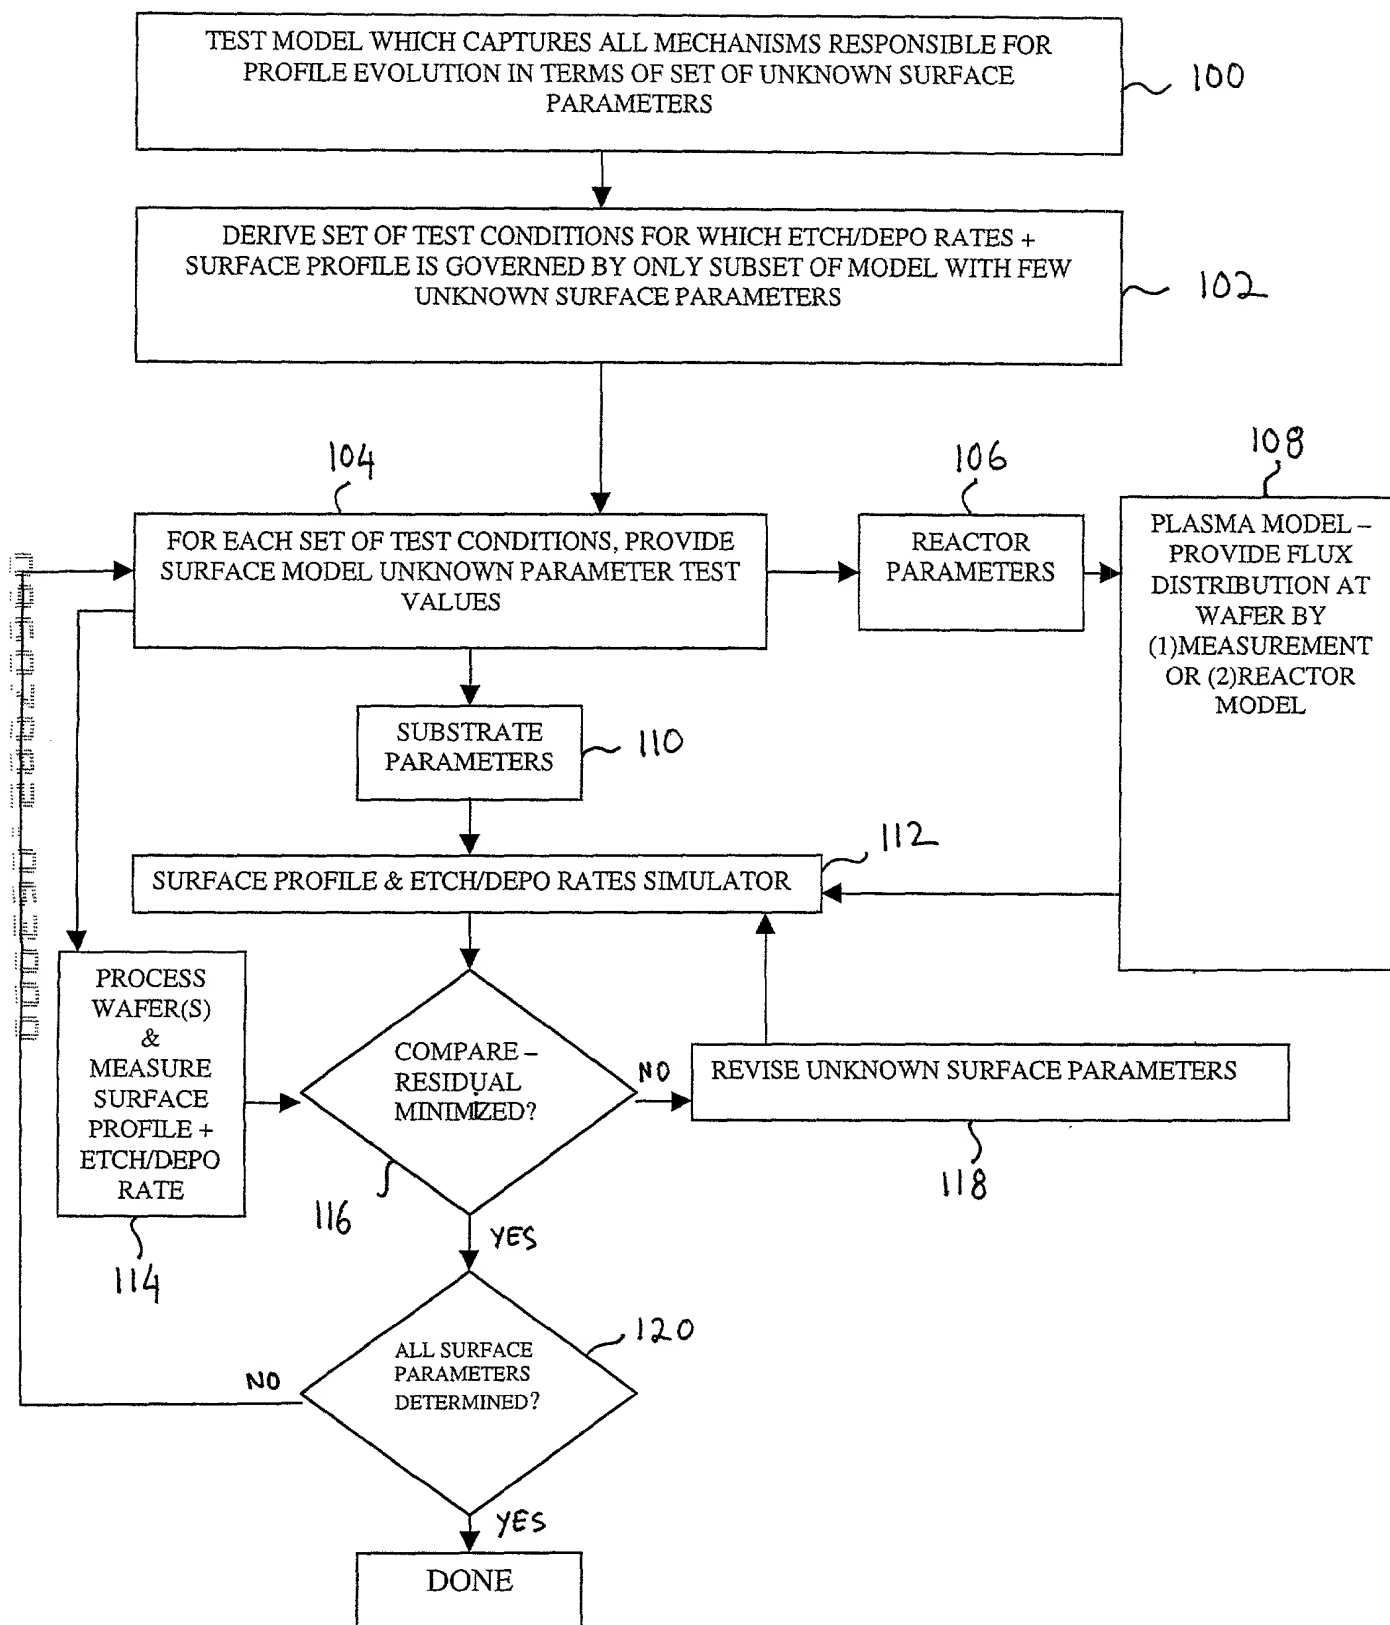 TEST MODEL WHICH CAPTURES ALL MECHANISMS RESPONSIBLE FOR
PROFILE EVOLUTION IN TERMS OF SET OF UNKNOWN SURFACE
PARAMETERS
100
DERIVE SET OF TEST CONDITIONS FOR WHICH ETCH/DEPO RATES +
SURFACE PROFILE IS GOVERNED BY ONLY SUBSET OF MODEL WITH FEW
UNKNOWN SURFACE PARAMETERS
102
104
FOR EACH SET OF TEST CONDITIONS, PROVIDE
SURFACE MODEL UNKNOWN PARAMETER TEST
VALUES
106
REACTOR
PARAMETERS
108
PLASMA MODEL –
PROVIDE FLUX
DISTRIBUTION AT
WAFER BY
(1)MEASUREMENT
OR (2)REACTOR
MODEL
SUBSTRATE
PARAMETERS
110
112
SURFACE PROFILE & ETCH/DEPO RATES SIMULATOR
PROCESS
WAFER(S)
&
MEASURE
SURFACE
PROFILE +
ETCH/DEPO
RATE
114
COMPARE –
RESIDUAL
MINIMIZED?
116
NO
REVISE UNKNOWN SURFACE PARAMETERS
118
YES
ALL SURFACE
PARAMETERS
DETERMINED?
120
NO
YES
DONE